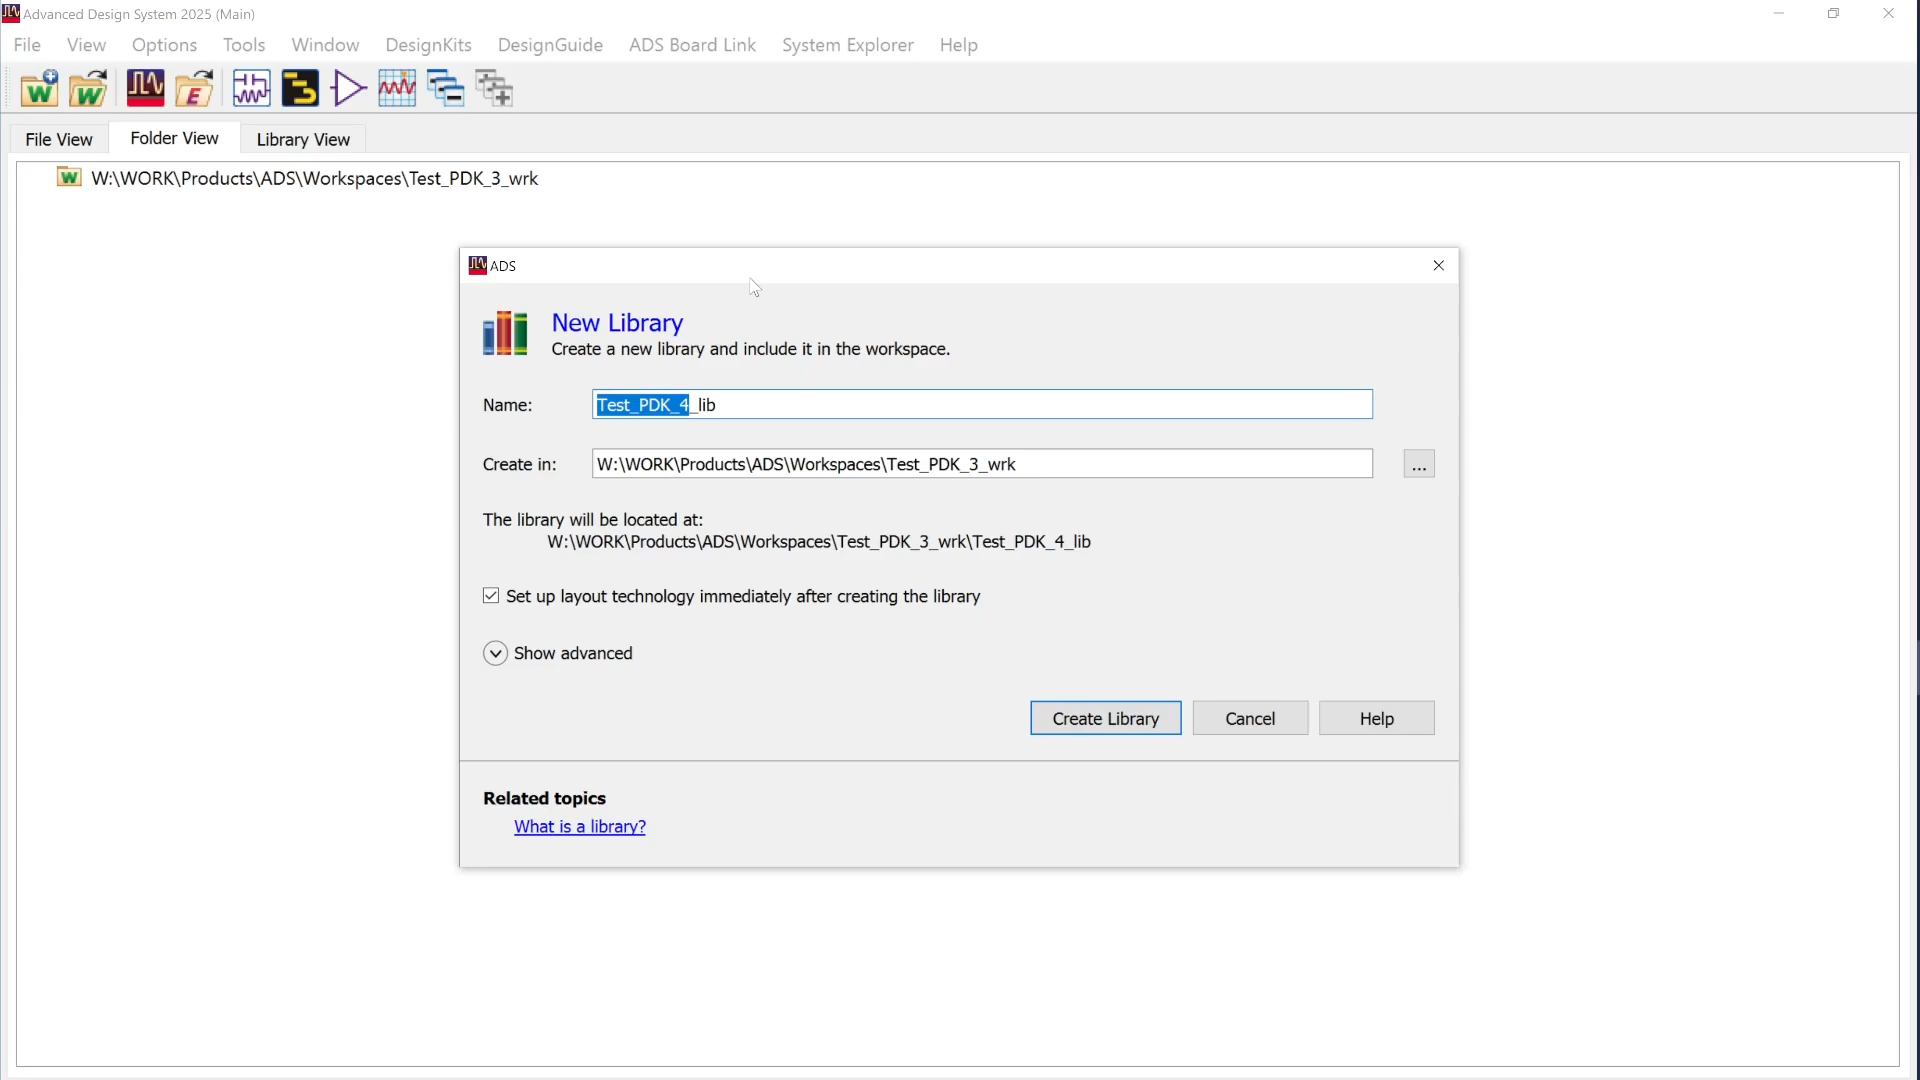 Advanced Design System 2025 (Main)
File View Options Tools Window DesignKits DesignGuide ADS Board Link System Explorer Help
File View Folder View Library View
W:\WORK\Products\ADS\Workspaces\Test_PDK_3_wrk
ADS
New Library
Create a new library and include it in the workspace.
Name: Test_PDK_4_lib
Create in: W:\WORK\Products\ADS\Workspaces\Test_PDK_3_wrk ...
The library will be located at:
W:\WORK\Products\ADS\Workspaces\Test_PDK_3_wrk\Test_PDK_4_lib
Set up layout technology immediately after creating the library
Show advanced
Create Library Cancel Help
Related topics
What is a library?